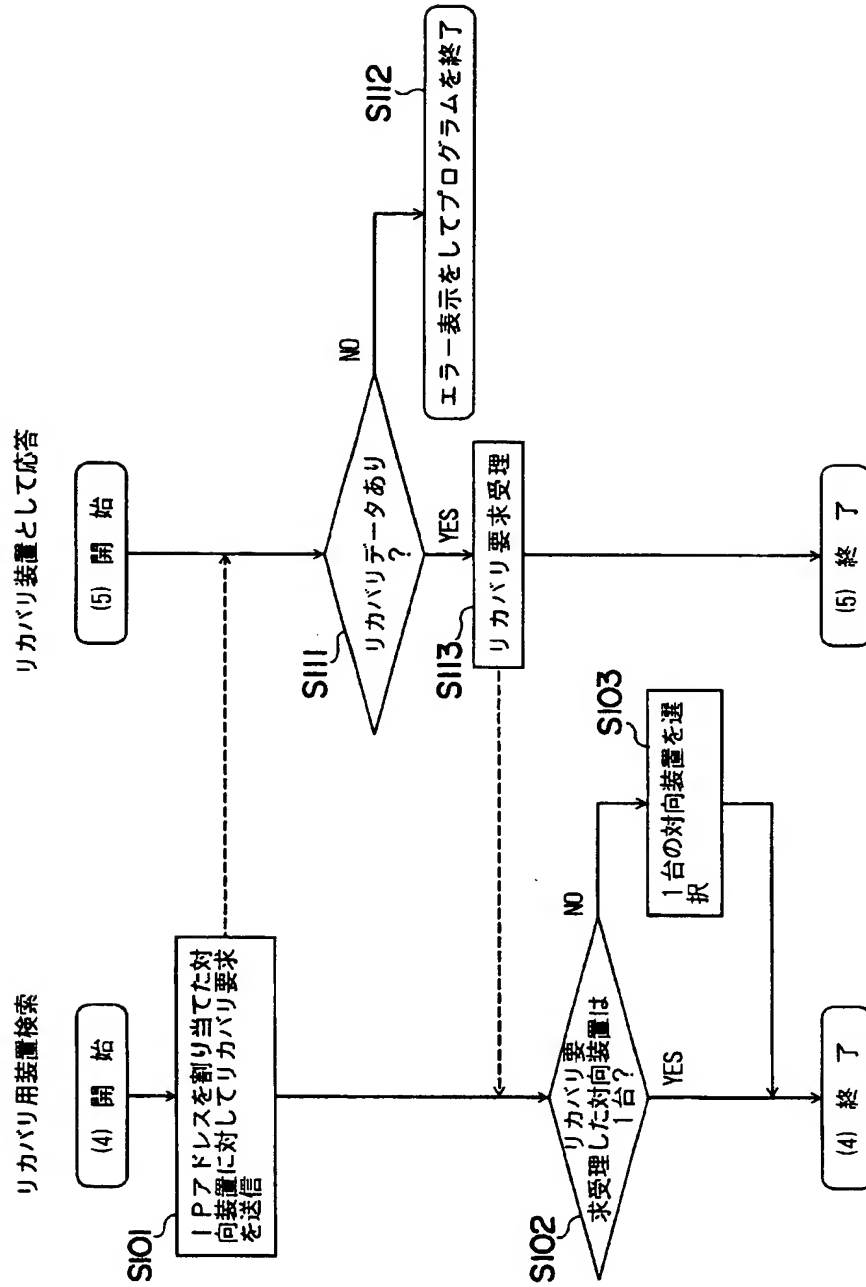 リカバリ用装置検索
(4) 開 始
S101
IPアドレスを割り当てた対
向装置に対してリカバリ要求
を送信
S102
リカバリ要
求受理した対向装置は
1台?
NO
YES
S103
1台の対向装置を選
択
(4) 終 了
リカバリ装置として応答
(5) 開 始
S111
リカバリデータあり
?
NO
YES
S112
エラー表示をしてプログラムを終了
S113
リカバリ要求受理
(5) 終 了